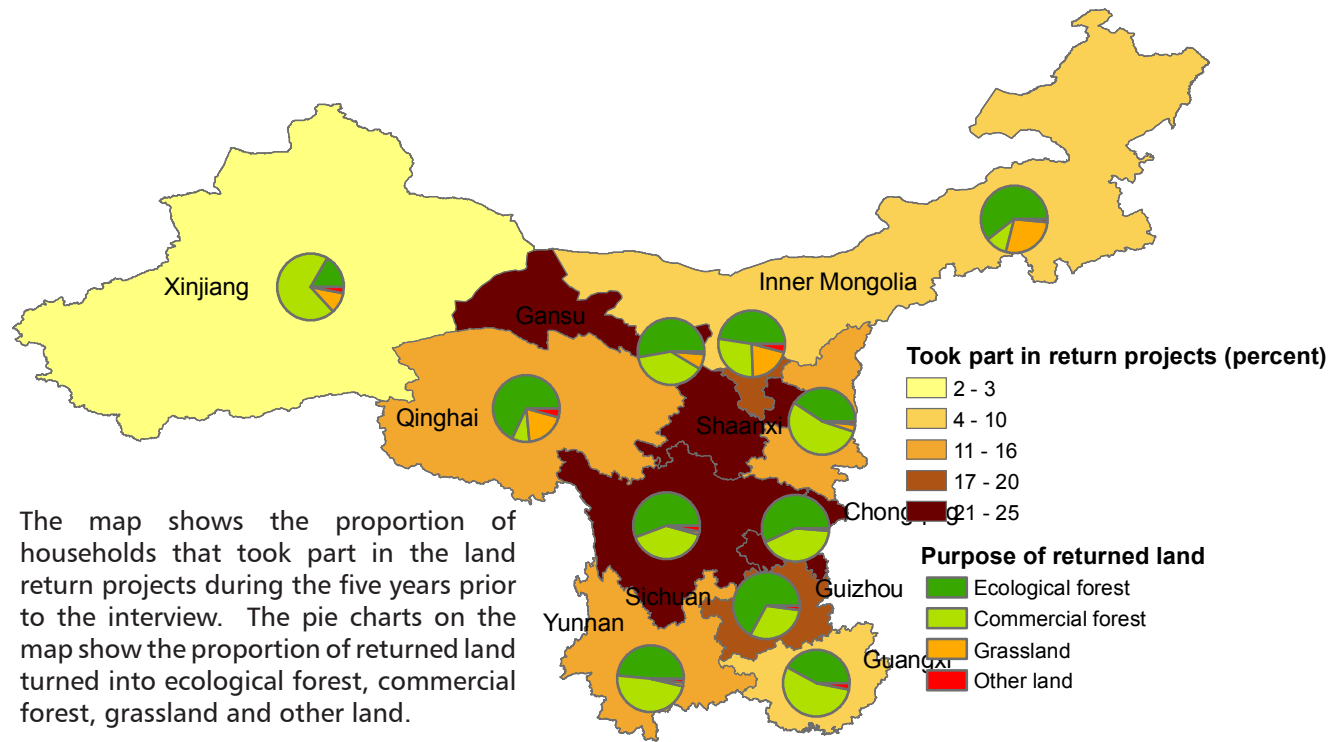 Xinjiang
Inner Mongolia
Gansu
Qinghai
Shaanxi
Sichuan
Yunnan
Guizhou
Guangxi
Took part in return projects (percent)
2 - 3
4 - 10
11 - 16
17 - 20
21 - 25
Purpose of returned land
Ecological forest
Commercial forest
Grassland
Other land
The map shows the proportion of
households that took part in the land
return projects during the five years prior
to the interview. The pie charts on the
map show the proportion of returned land
turned into ecological forest, commercial
forest, grassland and other land.